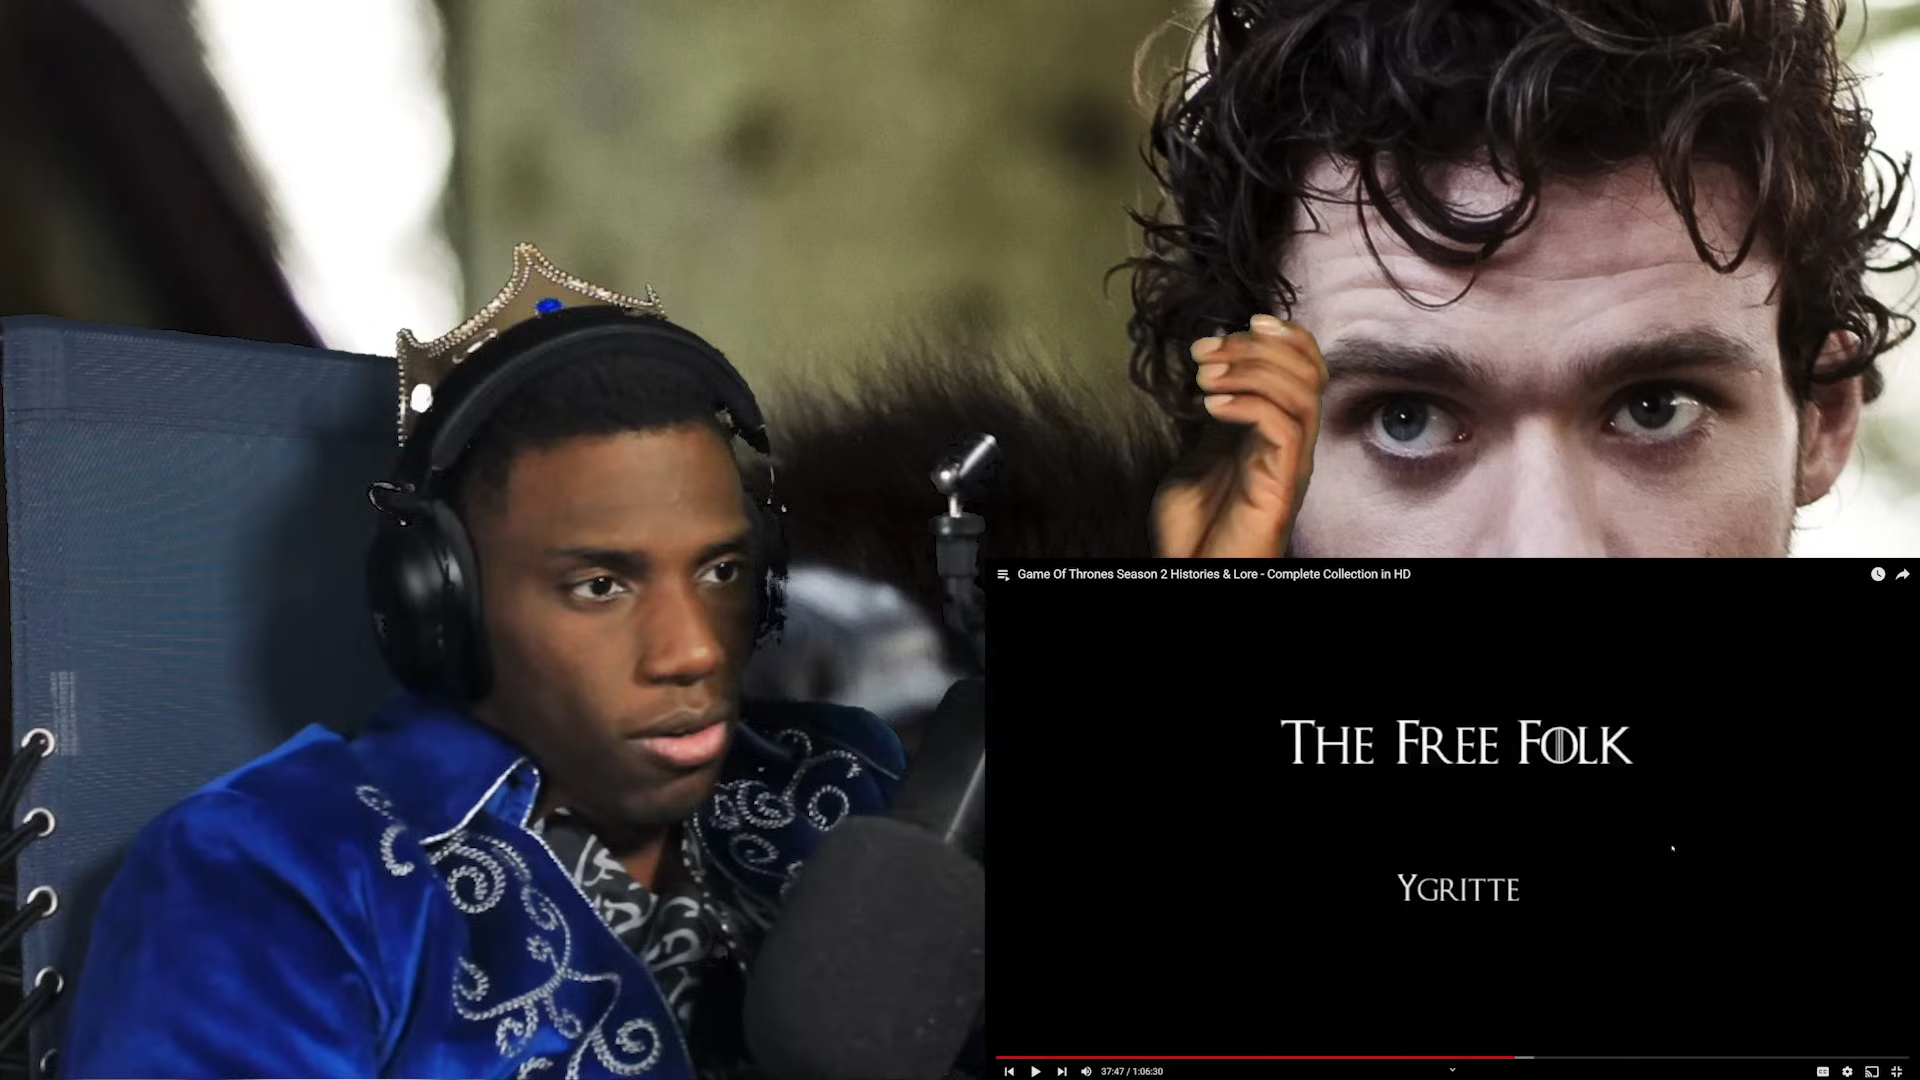 Game Of Thrones Season 2 Histories & Lore - Complete Collection in HD
THE FREE FOLK
YGRITTE
37:47 / 1:06:30